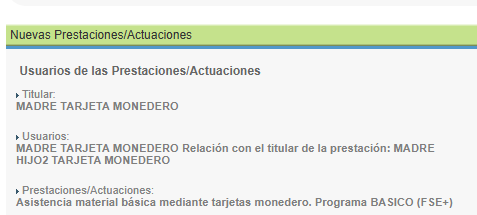 Nuevas Prestaciones/Actuaciones
Usuarios de las Prestaciones/Actuaciones
Titular:
MADRE TARJETA MONEDERO
Usuarios:
MADRE TARJETA MONEDERO Relación con el titular de la prestación: MADRE
HIJO2 TARJETA MONEDERO
Prestaciones/Actuaciones:
Asistencia material básica mediante tarjetas monedero. Programa BASICO (FSE+)